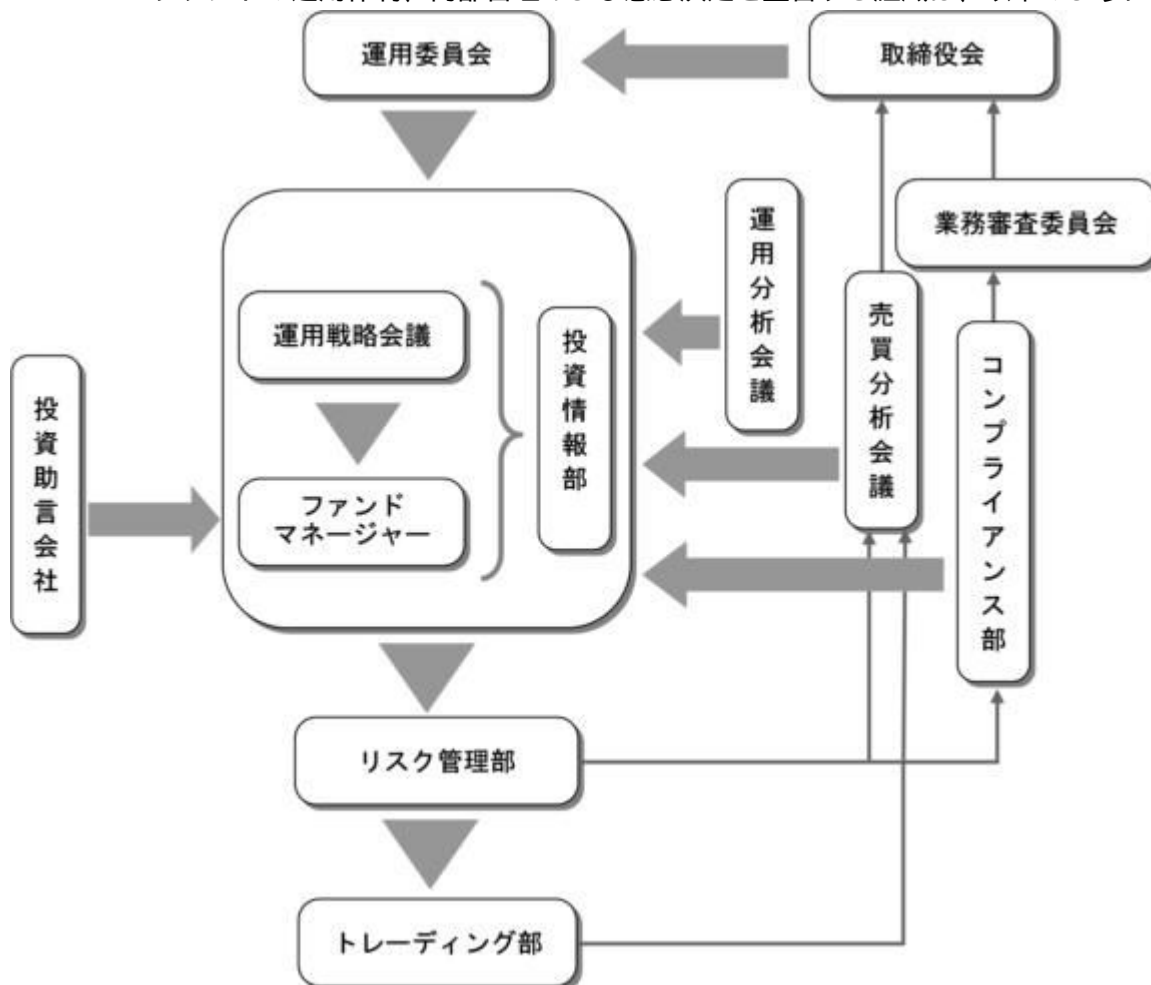 運用委員会
取締役会
運用分析会議
業務審査委員会
売買分析会議
運用戦略会議
投資情報部
コンプライアンス部
投資助言会社
ファンド
マネージャー
リスク管理部
トレーディング部